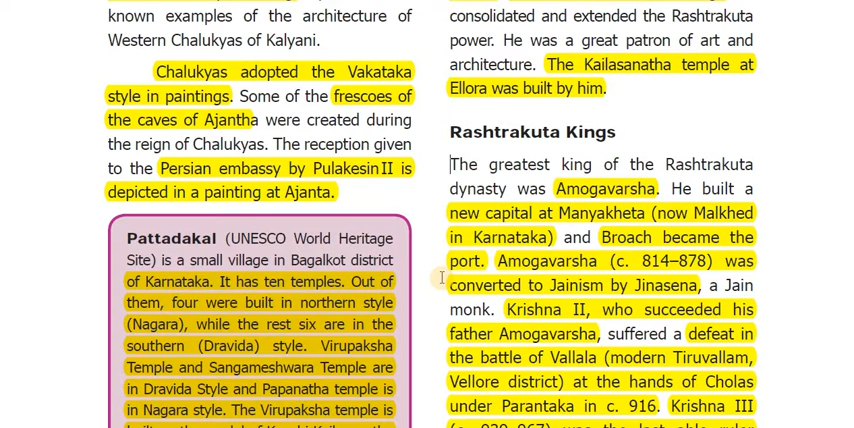 known examples of the architecture of
Western Chalukyas of Kalyani.
Chalukyas adopted the Vakataka
style in paintings. Some of the frescoes of
the caves of Ajantha were created during
the reign of Chalukyas. The reception given
to the Persian embassy by Pulakesin II is
depicted in a painting at Ajanta.
Pattadakal (UNESCO World Heritage
Site) is a small village in Bagalkot district
of Karnataka. It has ten temples. Out of
them, four were built in northern style
(Nagara), while the rest six are in the
southern (Dravida) style. Virupaksha
Temple and Sangameshwara Temple are
in Dravida Style and Papanatha temple is
in Nagara style. The Virupaksha temple is
consolidated and extended the Rashtrakuta
power. He was a great patron of art and
architecture. The Kailasanatha temple at
Ellora was built by him.
Rashtrakuta Kings
The greatest king of the Rashtrakuta
dynasty was Amogavarsha. He built a
new capital at Manyakheta (now Malkhed
in Karnataka) and Broach became the
port. Amogavarsha (c. 814–878) was
converted to Jainism by Jinasena, a Jain
monk. Krishna II, who succeeded his
father Amogavarsha, suffered a defeat in
the battle of Vallala (modern Tiruvallam,
Vellore district) at the hands of Cholas
under Parantaka in c. 916. Krishna III